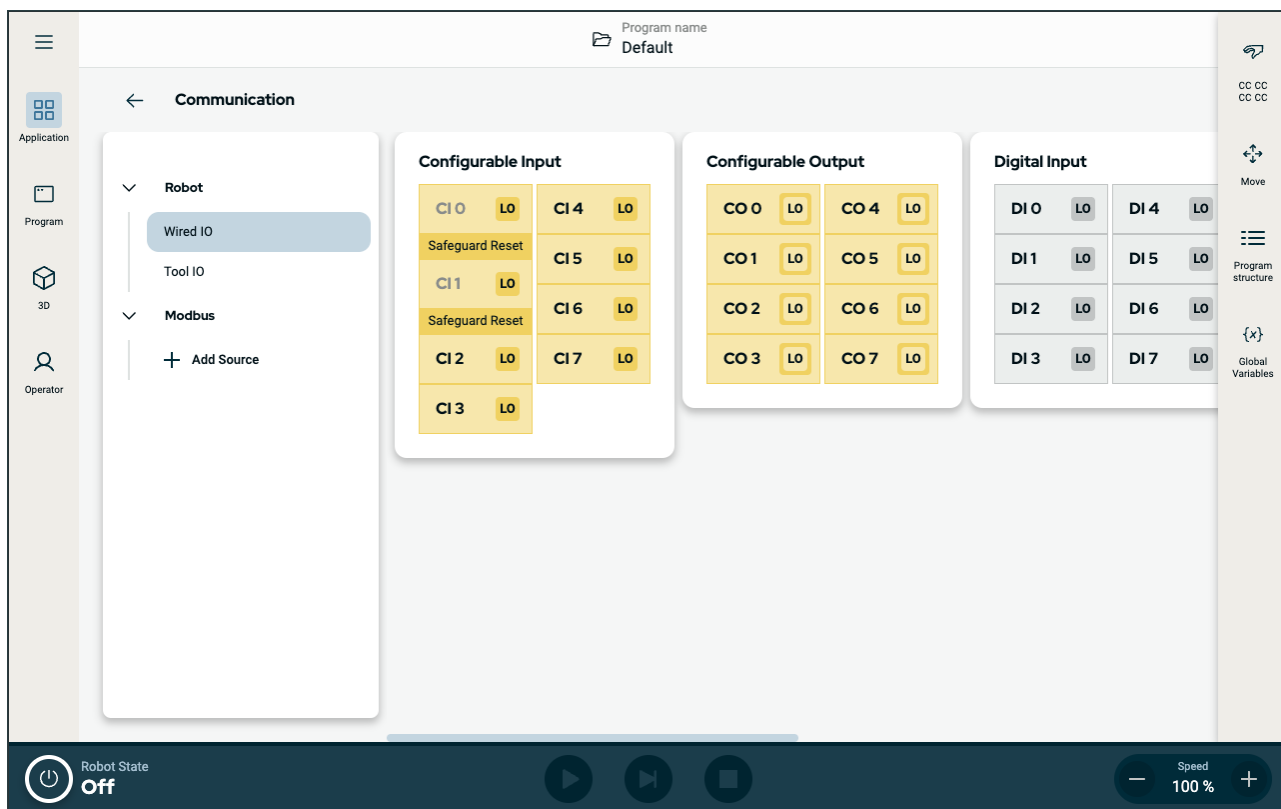 Program name
Default
Application
Program
3D
Operator
Communication
Robot
Wired IO
Tool IO
Modbus
Add Source
Configurable Input
CI 0 LO CI 4 LO
Safeguard Reset
CI 5 LO
CI 1 LO
CI 6 LO
Safeguard Reset
CI 2 LO CI 7 LO
CI 3 LO
Configurable Output
CO 0 LO CO 4 LO
CO 1 LO CO 5 LO
CO 2 LO CO 6 LO
CO 3 LO CO 7 LO
Digital Input
DI 0 LO DI 4 LO
DI 1 LO DI 5 LO
DI 2 LO DI 6 LO
DI 3 LO DI 7 LO
CC CC
CC CC
Move
Program
structure
{x}
Global
Variables
Robot State
Off
Speed
100 %